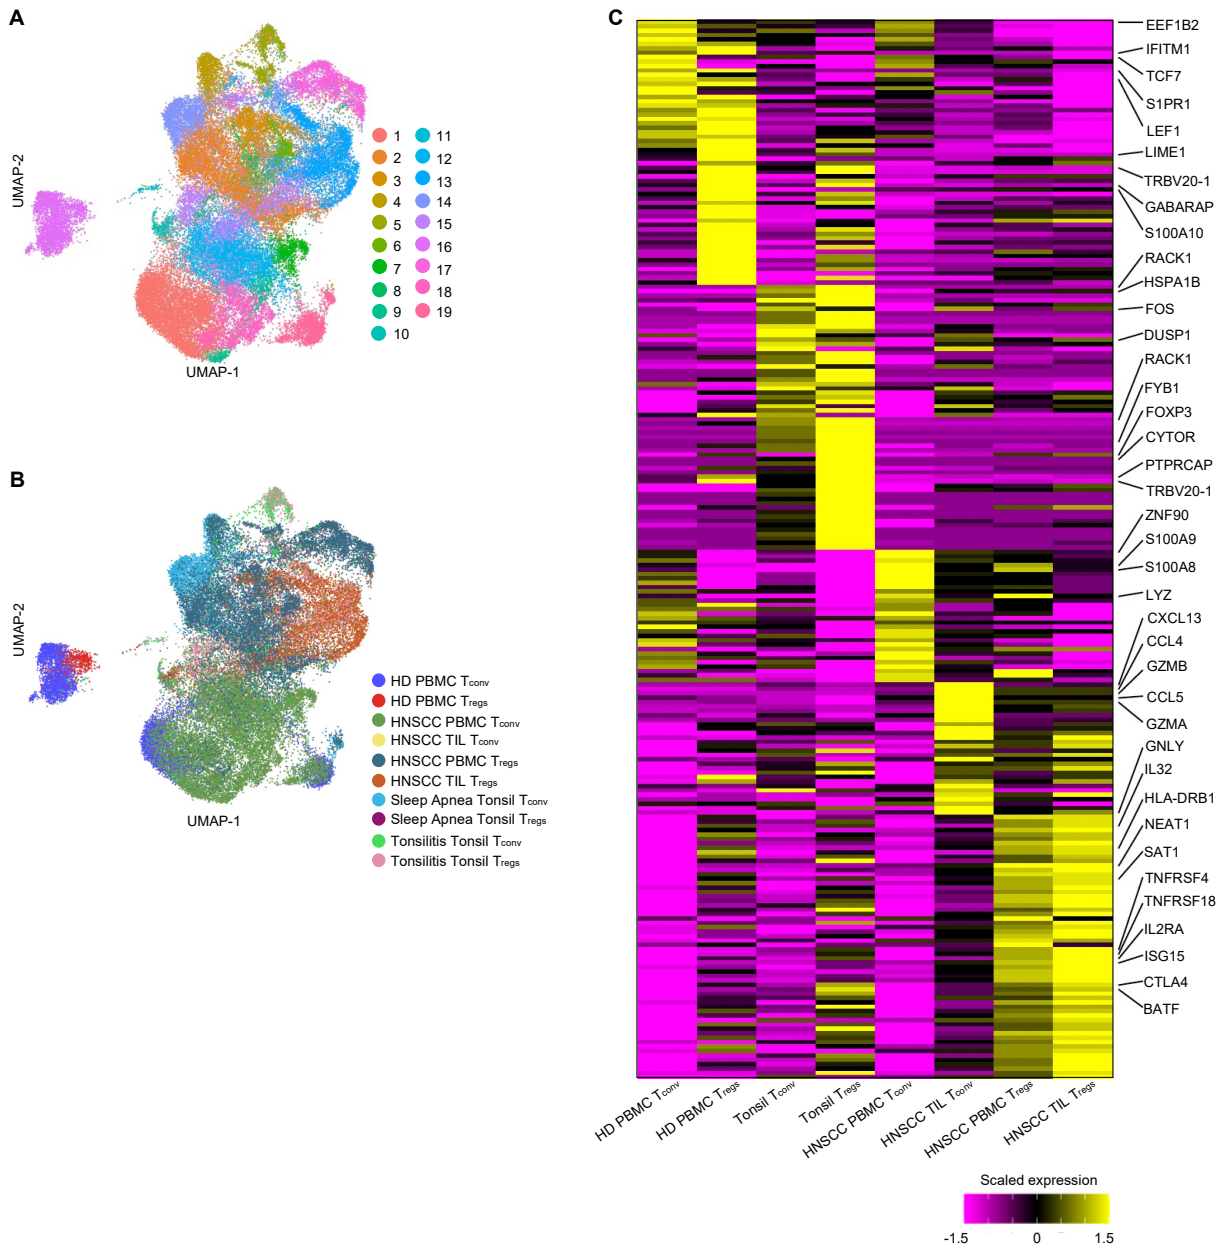 A
UMAP-2
UMAP-1
1
2
3
4
5
6
7
8
9
10
11
12
13
14
15
16
17
18
19
B
UMAP-2
UMAP-1
HD PBMC Tconv
HD PBMC Tregs
HNSCC PBMC Tconv
HNSCC TIL Tconv
HNSCC PBMC Tregs
HNSCC TIL Tregs
Sleep Apnea Tonsil Tconv
Sleep Apnea Tonsil Tregs
Tonsilitis Tonsil Tconv
Tonsilitis Tonsil Tregs
C
EEF1B2
IFITM1
TCF7
S1PR1
LEF1
LIME1
TRBV20-1
GABARAP
S100A10
RACK1
HSPA1B
FOS
DUSP1
RACK1
FYB1
FOXP3
CYTOR
PTPRCAP
TRBV20-1
ZNF90
S100A9
S100A8
LYZ
CXCL13
CCL4
GZMB
CCL5
GZMA
GNLY
IL32
HLA-DRB1
NEAT1
SAT1
TNFRSF4
TNFRSF18
IL2RA
ISG15
CTLA4
BATF
HD PBMC Tconv
HD PBMC Tregs
Tonsil Tconv
Tonsil Tregs
HNSCC PBMC Tconv
HNSCC TIL Tconv
HNSCC PBMC Tregs
HNSCC TIL Tregs
Scaled expression
-1.5 0 1.5